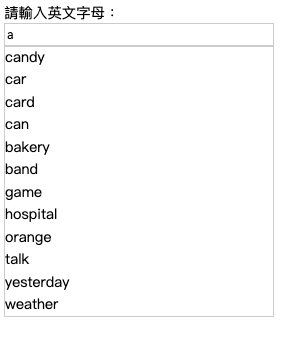 請輸入英文字母：
a
candy
car
card
can
bakery
band
game
hospital
orange
talk
yesterday
weather